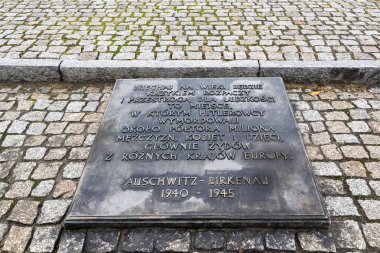 NIECHAJ NA WIEKI BĘDZIE
KRZYKIEM ROZPACZY
I PRZESTROGĄ DLA LUDZKOŚCI
TO MIEJSCE,
W KTÓRYM HITLEROWCY
WYMORDOWALI
OKOŁO PÓŁTORA MILIONA
MĘŻCZYZN, KOBIET I DZIECI,
GŁÓWNIE ŻYDÓW
Z RÓŻNYCH KRAJÓW EUROPY.
AUSCHWITZ - BIRKENAU
1940 - 1945